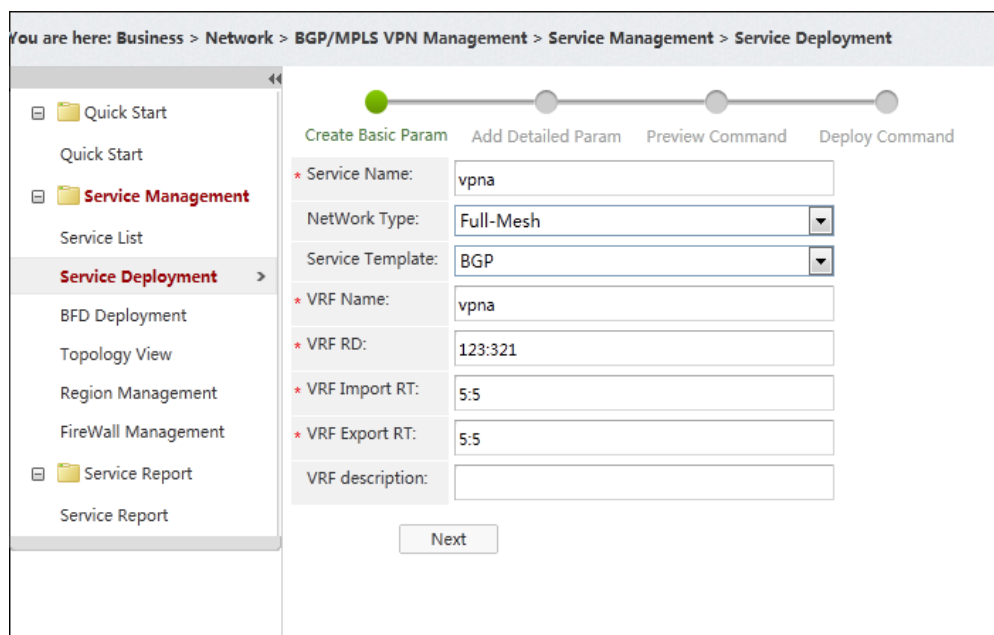 You are here: Business > Network > BGP/MPLS VPN Management > Service Management > Service Deployment
Quick Start
Quick Start
Service Management
Service List
Service Deployment >
BFD Deployment
Topology View
Region Management
FireWall Management
Service Report
Service Report
Create Basic Param Add Detailed Param Preview Command Deploy Command
* Service Name: vpna
NetWork Type: Full-Mesh
Service Template: BGP
* VRF Name: vpna
* VRF RD: 123:321
* VRF Import RT: 5:5
* VRF Export RT: 5:5
VRF description:
Next